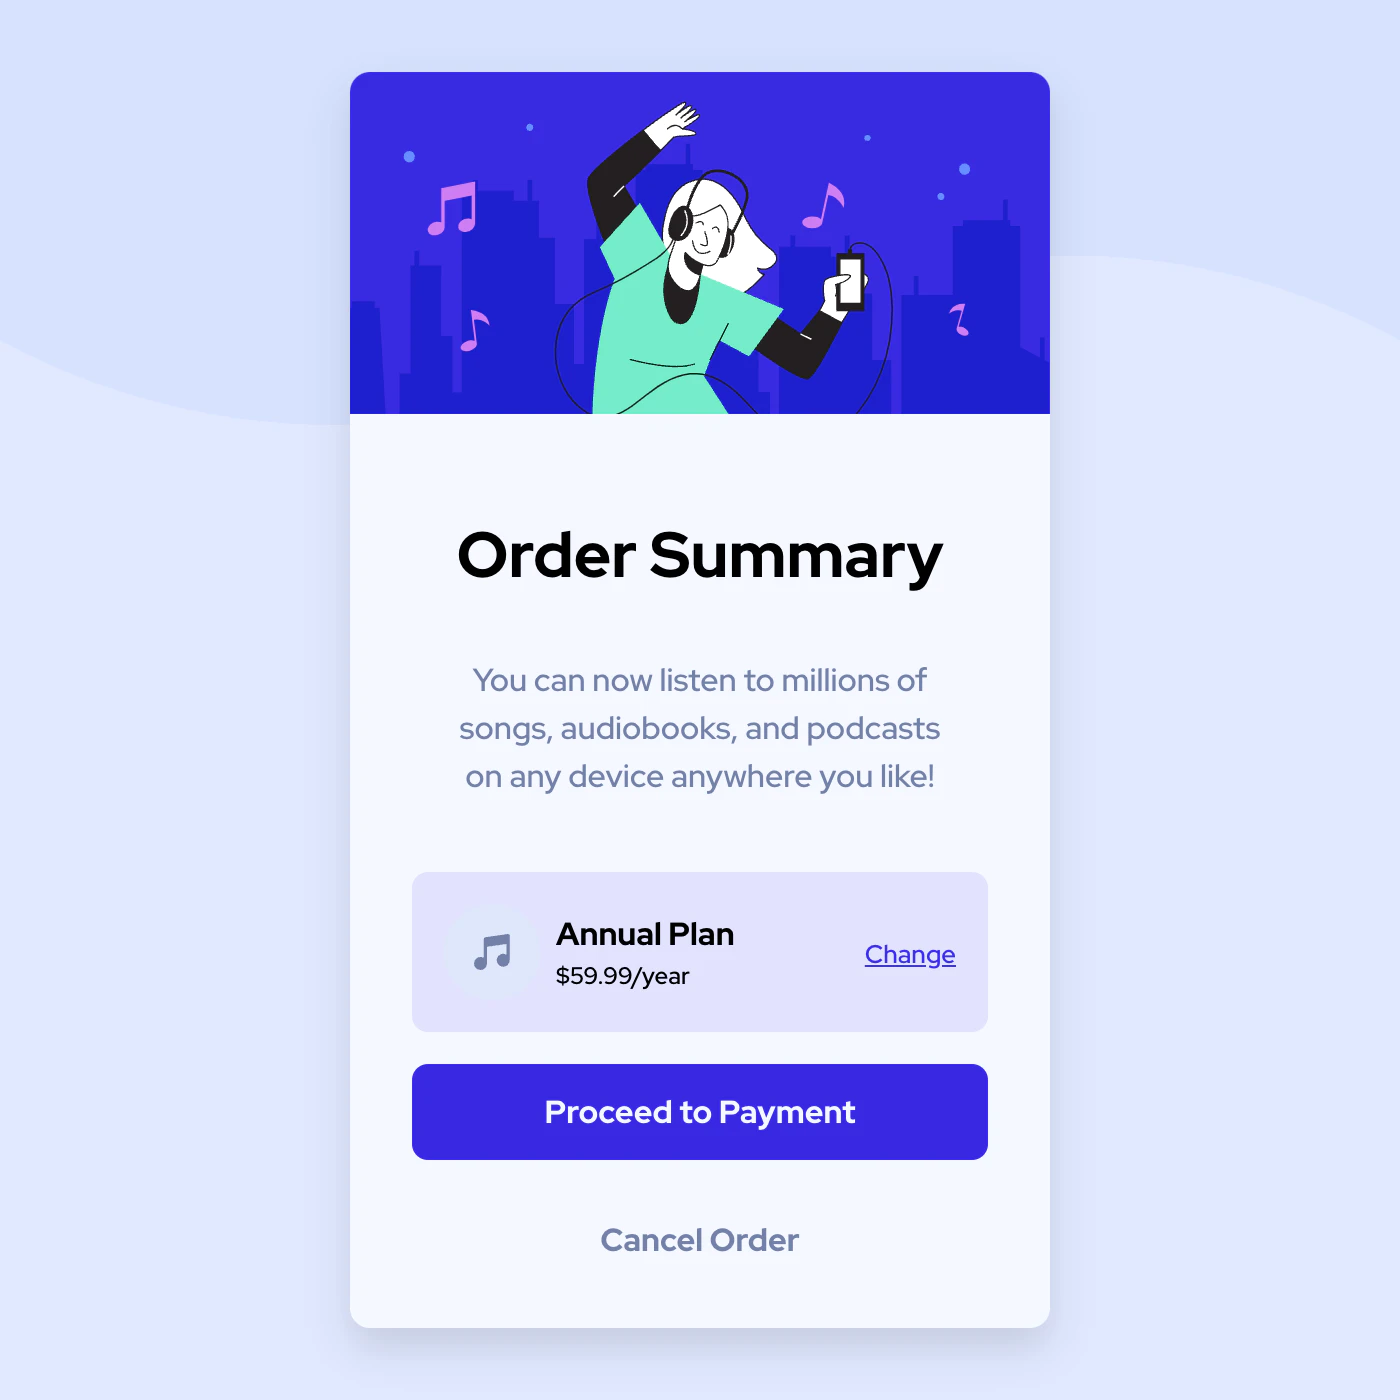 Order Summary
You can now listen to millions of
songs, audiobooks, and podcasts
on any device anywhere you like!
Annual Plan
$59.99/year
Change
Proceed to Payment
Cancel Order